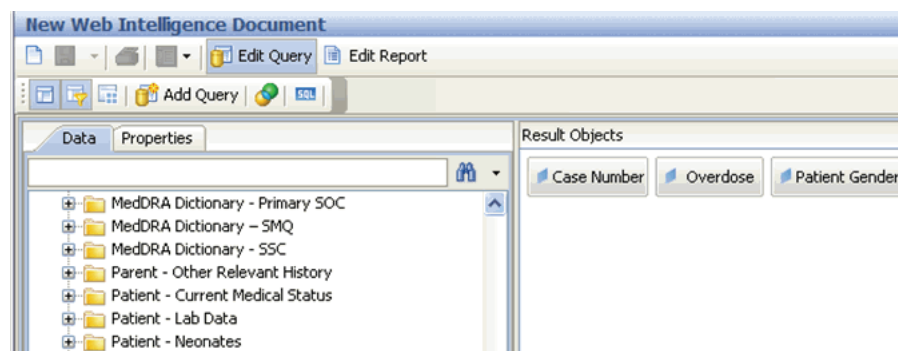 New Web Intelligence Document
Edit Query Edit Report
Add Query SQL
Data Properties Result Objects
Case Number Overdose Patient Gender
MedDRA Dictionary - Primary SOC
MedDRA Dictionary – SMQ
MedDRA Dictionary - SSC
Parent - Other Relevant History
Patient - Current Medical Status
Patient - Lab Data
Patient - Neonates